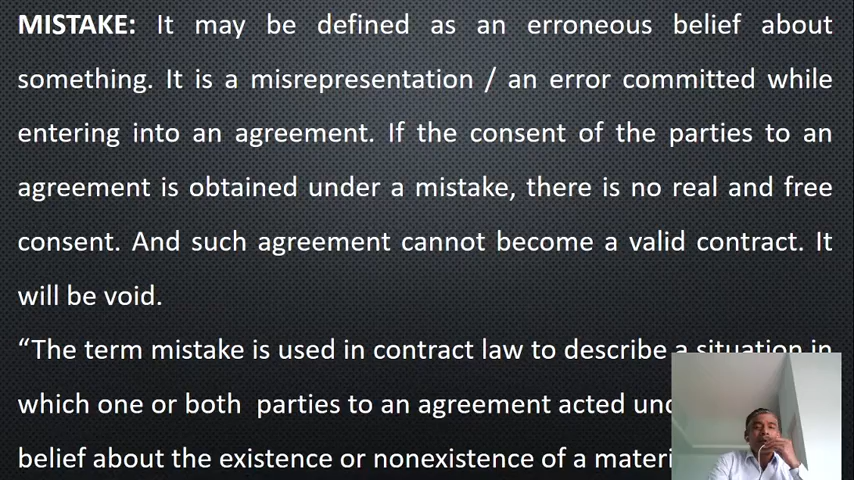 MISTAKE: It may be defined as an erroneous belief about
something. It is a misrepresentation / an error committed while
entering into an agreement. If the consent of the parties to an
agreement is obtained under a mistake, there is no real and free
consent. And such agreement cannot become a valid contract. It
will be void.
“The term mistake is used in contract law to describe a situation in
which one or both parties to an agreement acted
belief about the existence or nonexistence of a